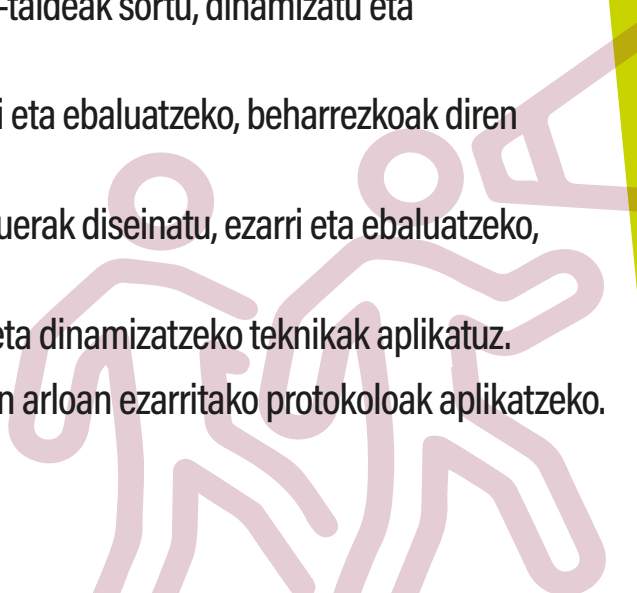 -taldeak sortu, dinamizatu eta
i eta ebaluatzeko, beharrezkoak diren
uerak diseinatu, ezarri eta ebaluatzeko,
eta dinamizatzeko teknikak aplikatuz.
n arloan ezarritako protokoloak aplikatzeko.